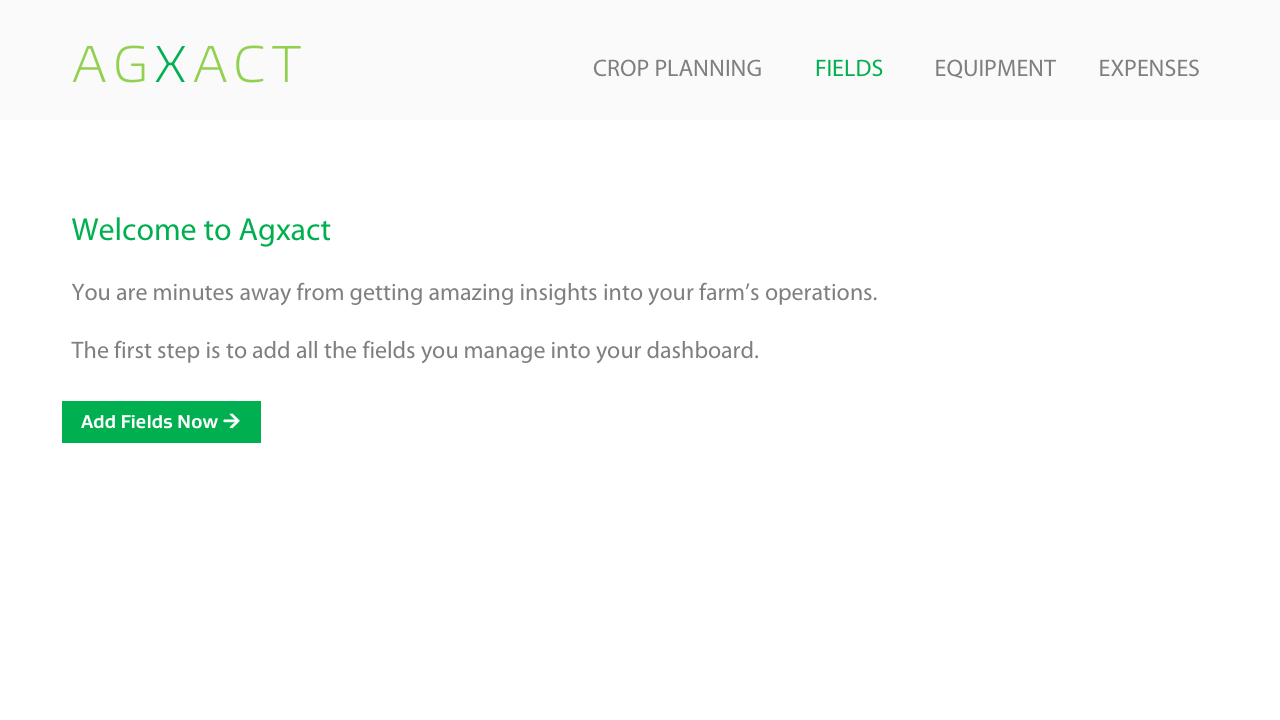 AGXACT
CROP PLANNING FIELDS EQUIPMENT EXPENSES
Welcome to Agxact
You are minutes away from getting amazing insights into your farm’s operations.
The first step is to add all the fields you manage into your dashboard.
Add Fields Now →